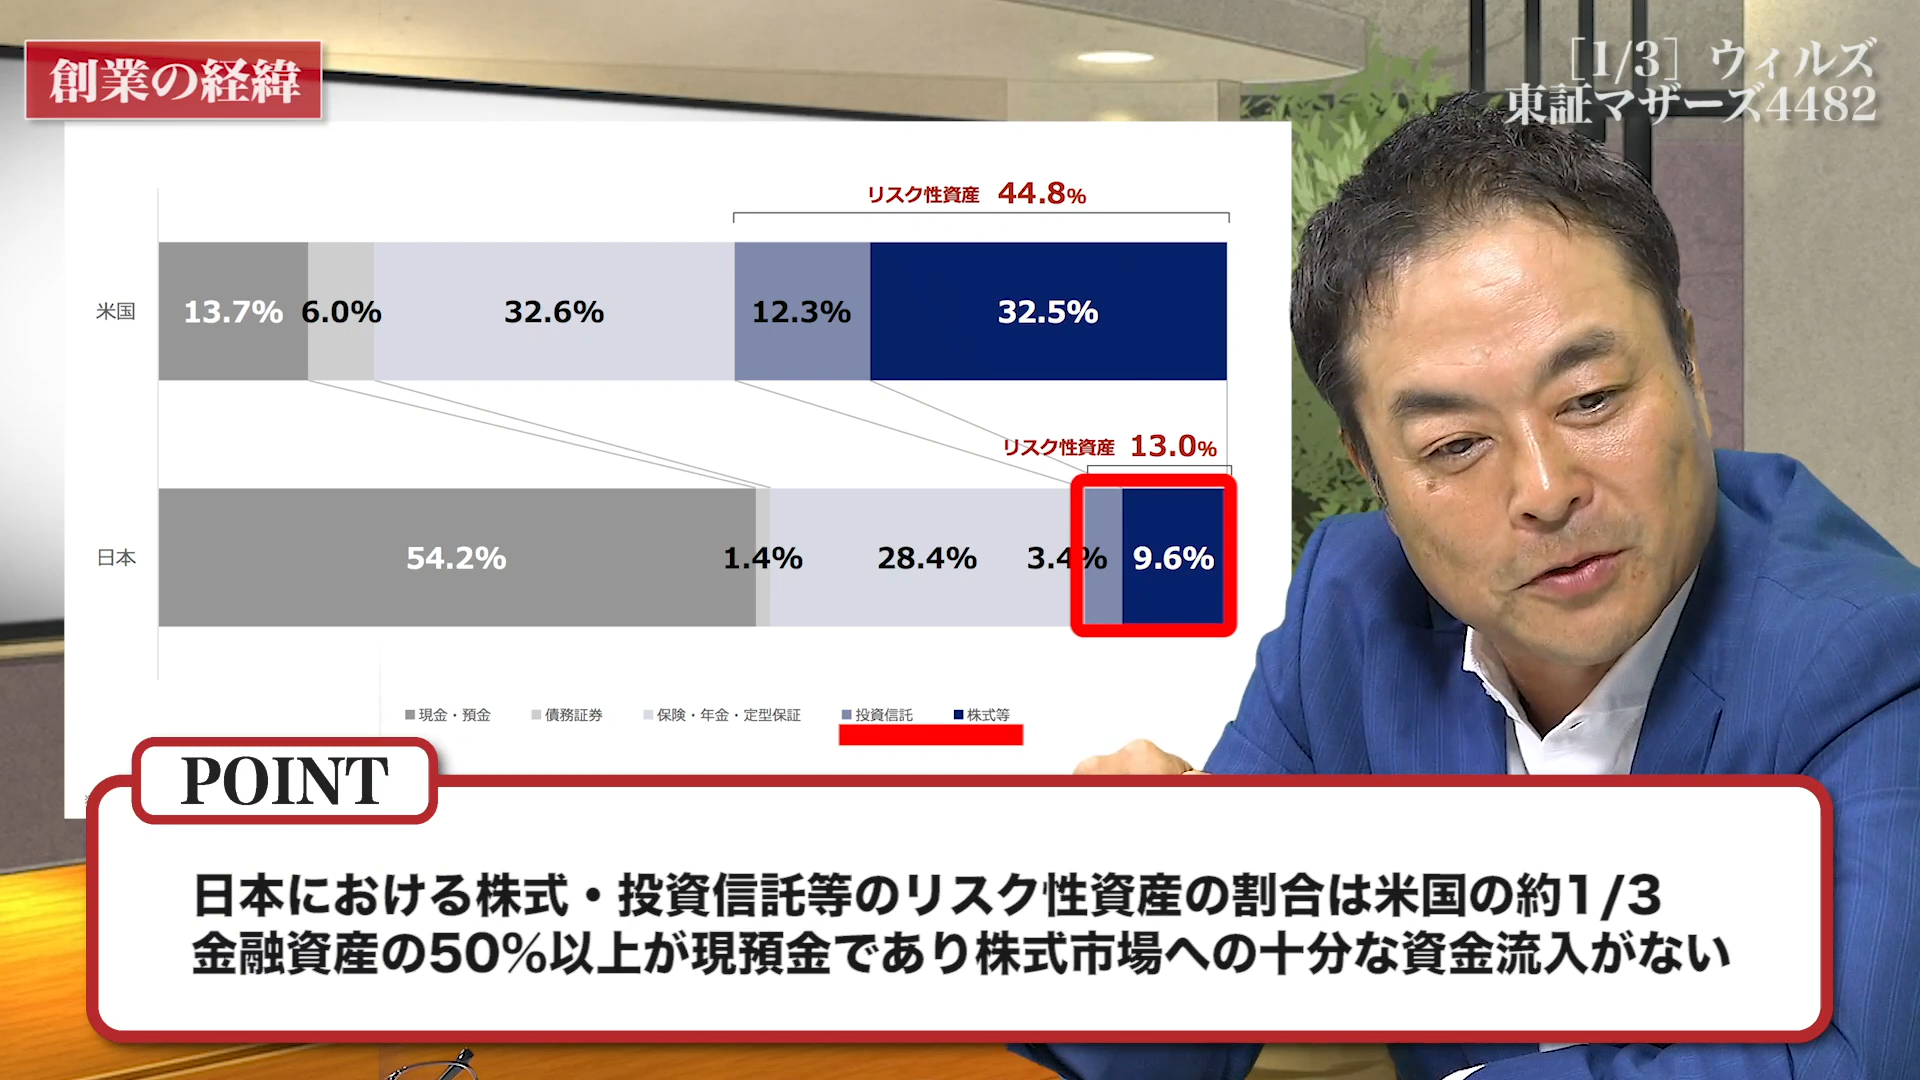 創業の経緯
［1/3］ウィルズ
東証マザーズ4482
リスク性資産 44.8%
米国
13.7% 6.0% 32.6% 12.3% 32.5%
リスク性資産 13.0%
日本
54.2% 1.4% 28.4% 3.4% 9.6%
現金・預金 債務証券 保険・年金・定型保証 投資信託 株式等
POINT
日本における株式・投資信託等のリスク性資産の割合は米国の約1/3
金融資産の50%以上が現預金であり株式市場への十分な資金流入がない